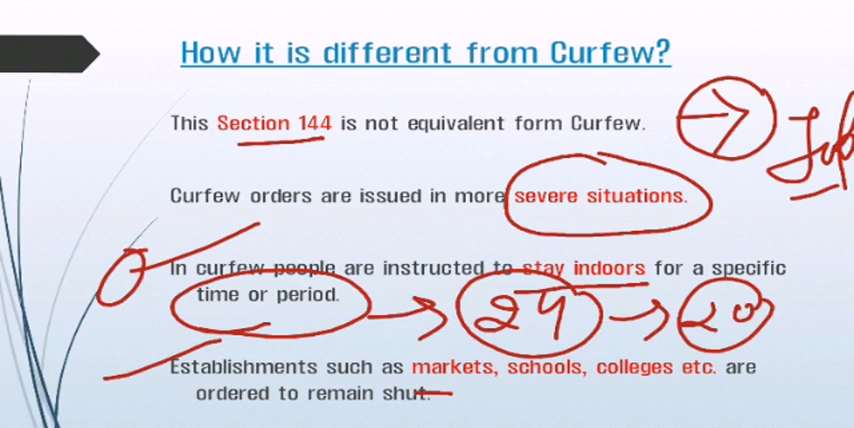 How it is different from Curfew?
This Section 144 is not equivalent form Curfew.
Curfew orders are issued in more severe situations.
In curfew people are instructed to stay indoors for a specific
time or period.
24
Establishments such as markets, schools, colleges etc. are
ordered to remain shut.